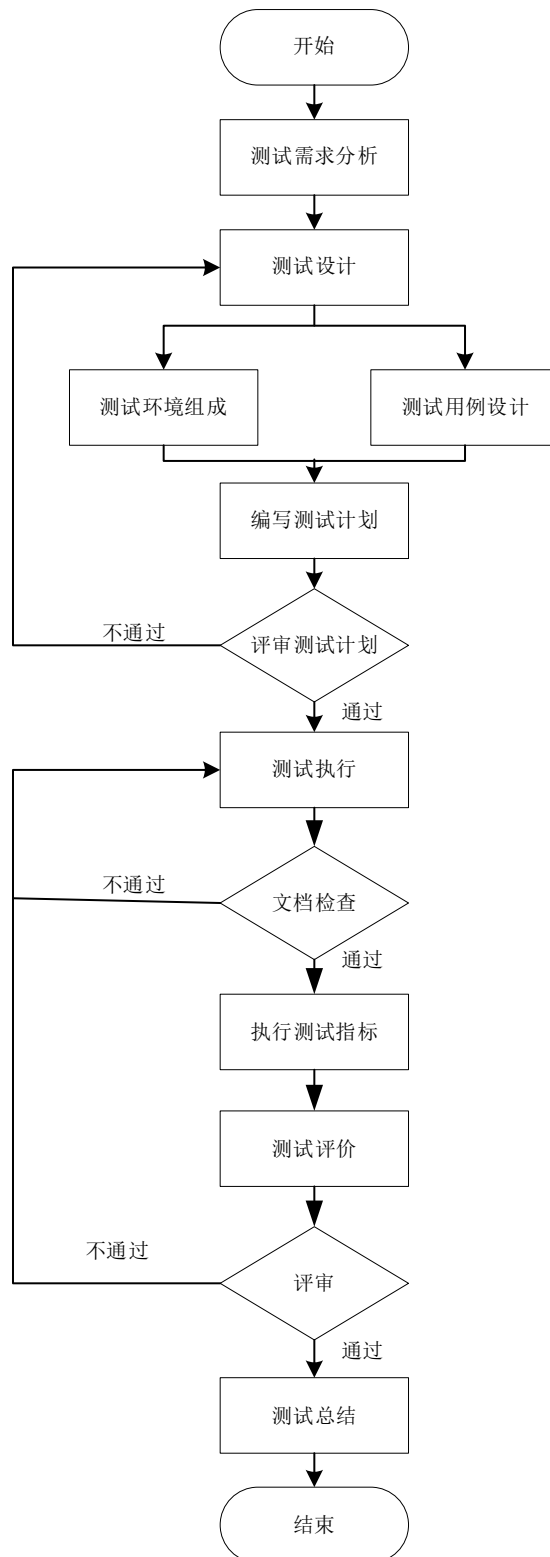 开始
测试需求分析
测试设计
测试环境组成
测试用例设计
编写测试计划
不通过
评审测试计划
通过
测试执行
不通过
文档检查
通过
执行测试指标
测试评价
不通过
评审
通过
测试总结
结束